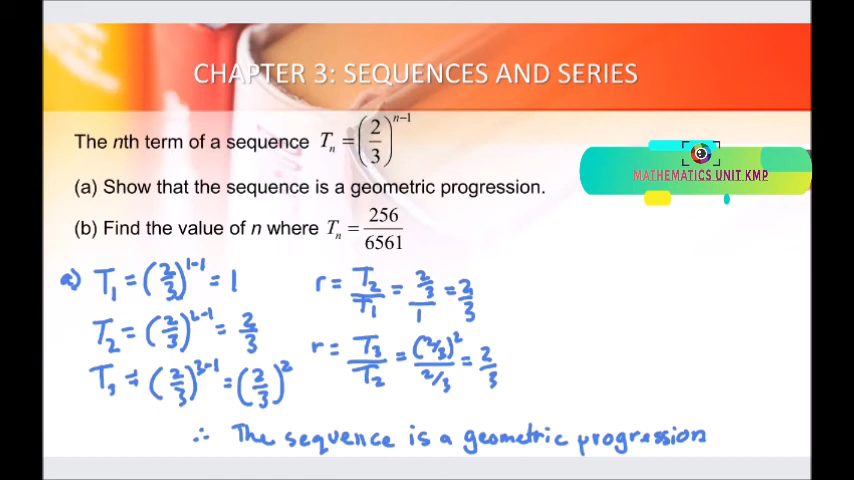 CHAPTER 3: SEQUENCES AND SERIES
The nth term of a sequence Tₙ = (2/3)ⁿ⁻¹
MATHEMATICS UNIT KMP
(a) Show that the sequence is a geometric progression.
(b) Find the value of n where Tₙ = 256/6561
a) T₁ = (2/3)¹⁻¹ = 1
T₂ = (2/3)²⁻¹ = 2/3
T₃ = (2/3)³⁻¹ = (2/3)²
r = T₂/T₁ = (2/3)/1 = 2/3
r = T₃/T₂ = (2/3)²/(2/3) = 2/3
∴ The sequence is a geometric progression